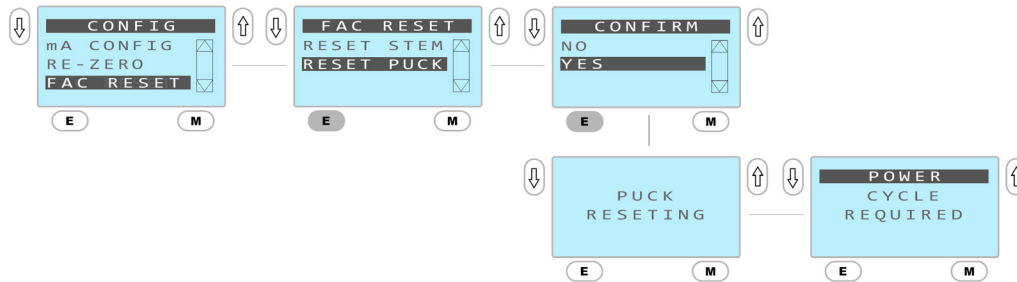 CONFIG
mA CONFIG
RE-ZERO
FAC RESET
E M
FAC RESET
RESET STEM
RESET PUCK
E M
CONFIRM
NO
YES
E M
PUCK
RESETING
E M
POWER
CYCLE
REQUIRED
E M